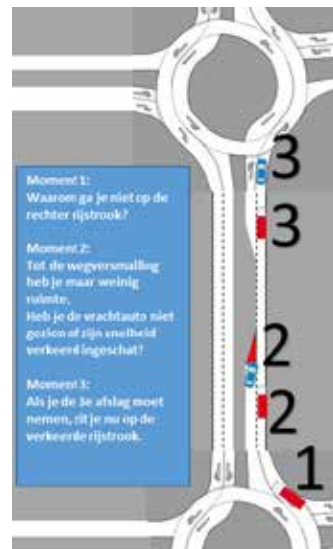 Moment 1:
Waarom ga je niet op de
rechter rijstrook?
Moment 2:
Tot de wegversmalling
heb je maar weinig
ruimte.
Heb je de vrachtauto niet
gezien of zijn snelheid
verkeerd ingeschat?
Moment 3:
Als je de 3e afslag moet
nemen, zit je nu op de
verkeerde rijstrook.
3
3
2
2
1